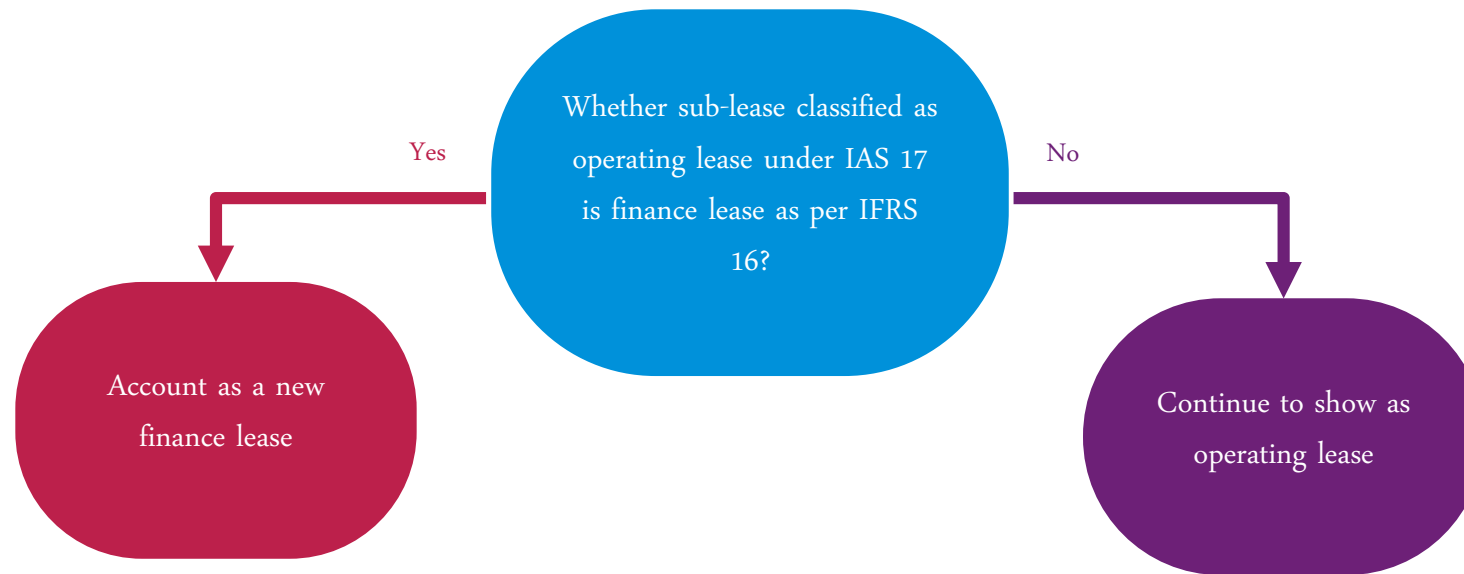 Whether sub-lease classified as
operating lease under IAS 17
is finance lease as per IFRS
16?
Yes
No
Account as a new
finance lease
Continue to show as
operating lease